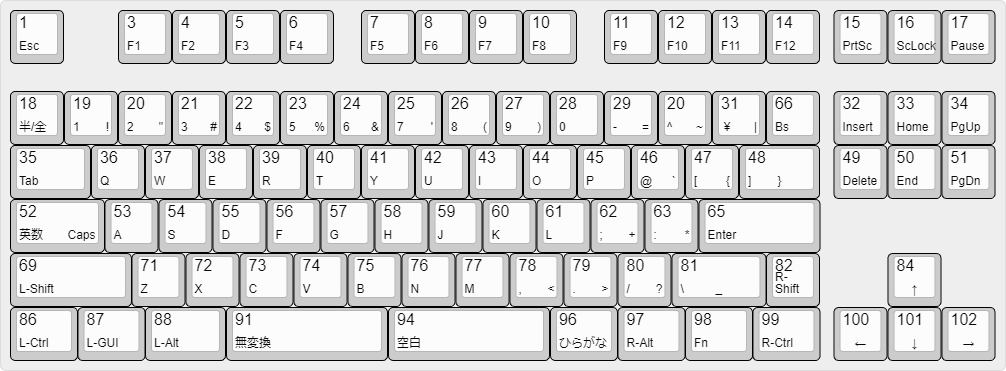 1 3 4 5 6 7 8 9 10 11 12 13 14 15 16 17
Esc F1 F2 F3 F4 F5 F6 F7 F8 F9 F10 F11 F12 PrtSc ScLock Pause
18 19 20 21 22 23 24 25 26 27 28 29 20 31 66 32 33 34
半/全 1 ! 2 " 3 # 4 $ 5 % 6 & 7 ' 8 ( 9 ) 0 - = ^ ~ ¥ | Bs Insert Home PgUp
35 36 37 38 39 40 41 42 43 44 45 46 47 48 49 50 51
Tab Q W E R T Y U I O P @ ` [ { ] } Delete End PgDn
52 53 54 55 56 57 58 59 60 61 62 63 65
英数 Caps A S D F G H J K L ; + : * Enter
69 71 72 73 74 75 76 77 78 79 80 81 82 84
L-Shift Z X C V B N M , < . > / ? \ _ R-Shift ↑
86 87 88 91 94 96 97 98 99 100 101 102
L-Ctrl L-GUI L-Alt 無変換 空白 ひらがな R-Alt Fn R-Ctrl ← ↓ →